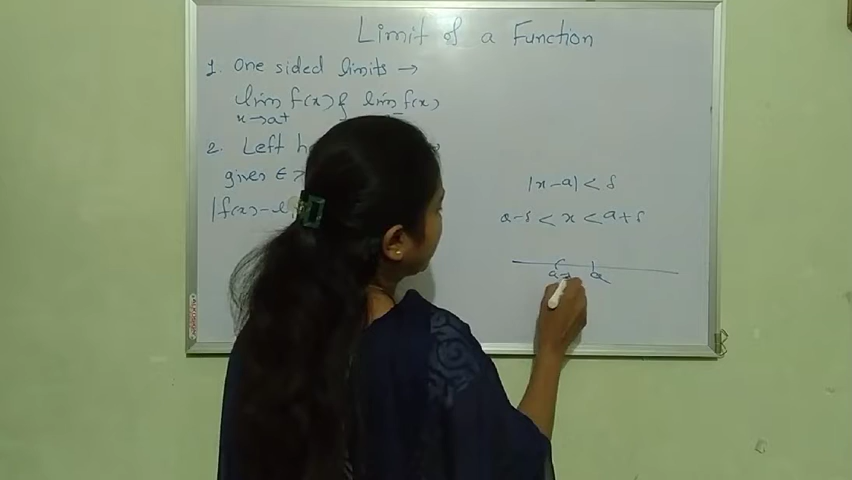 Limit of a Function
1. One sided limits →
lim f(x) & lim f(x)
x→a+
2. Left
given ∈ >
|f(x)-l
|x-a| < δ
a-δ < x < a+δ
a-δ a